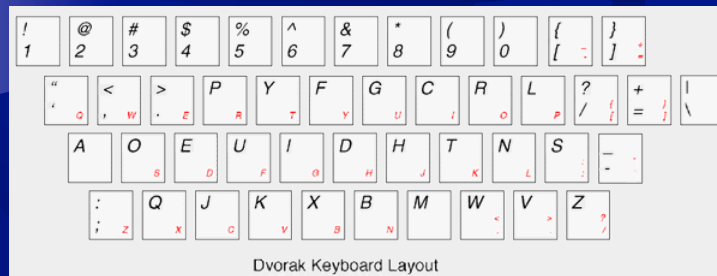 ! @ # $ % ^ & * ( ) { }
1 2 3 4 5 6 7 8 9 0 [ - ] + =
" < > P Y F G C R L ? + |
' Q , W . E R T Y U I O P / { [ = } ] \
A O E U I D H T N S _
S D F G H J K L : ; -
: Q J K X B M W V Z
; Z X C V B N < , > . ? /
Dvorak Keyboard Layout